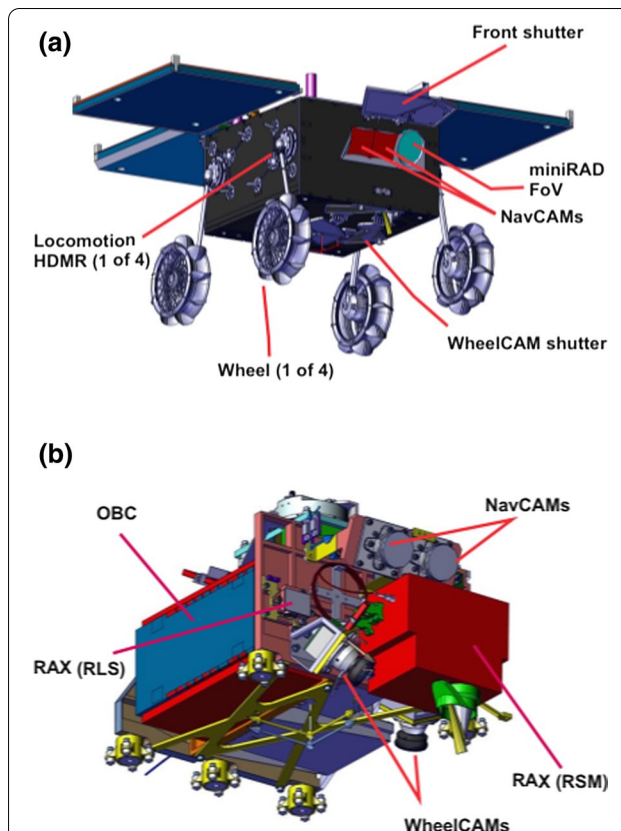 (a)
Front shutter
miniRAD
FoV
NavCAMs
Locomotion
HDMR (1 of 4)
WheelCAM shutter
Wheel (1 of 4)
(b)
NavCAMs
OBC
RAX (RLS)
RAX (RSM)
WheelCAMs